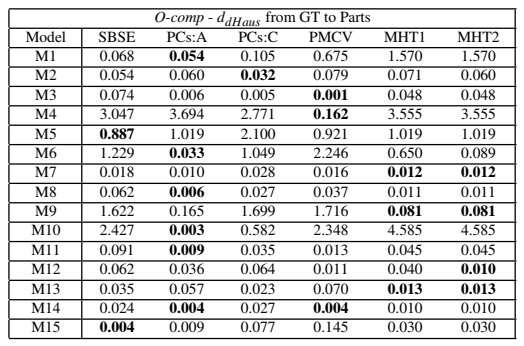 O-comp - d_dHaus from GT to Parts
Model SBSE PCs:A PCs:C PMCV MHT1 MHT2
M1 0.068 0.054 0.105 0.675 1.570 1.570
M2 0.054 0.060 0.032 0.079 0.071 0.060
M3 0.074 0.006 0.005 0.001 0.048 0.048
M4 3.047 3.694 2.771 0.162 3.555 3.555
M5 0.887 1.019 2.100 0.921 1.019 1.019
M6 1.229 0.033 1.049 2.246 0.650 0.089
M7 0.018 0.010 0.028 0.016 0.012 0.012
M8 0.062 0.006 0.027 0.037 0.011 0.011
M9 1.622 0.165 1.699 1.716 0.081 0.081
M10 2.427 0.003 0.582 2.348 4.585 4.585
M11 0.091 0.009 0.035 0.013 0.045 0.045
M12 0.062 0.036 0.064 0.011 0.040 0.010
M13 0.035 0.057 0.023 0.070 0.013 0.013
M14 0.024 0.004 0.027 0.004 0.010 0.010
M15 0.004 0.009 0.077 0.145 0.030 0.030